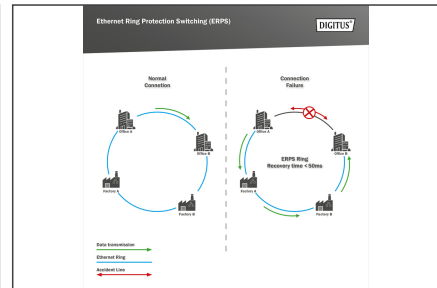 Ethernet Ring Protection Switching (ERPS)
DIGITUS®
Normal
Connetion
Connection
Failure
Office A
Office B
Factory A
Factory B
Office A
Office B
ERPS Ring
Recovery time <50ms
Factory A
Factory B
Data transmission
Ethernet Ring
Accident Line